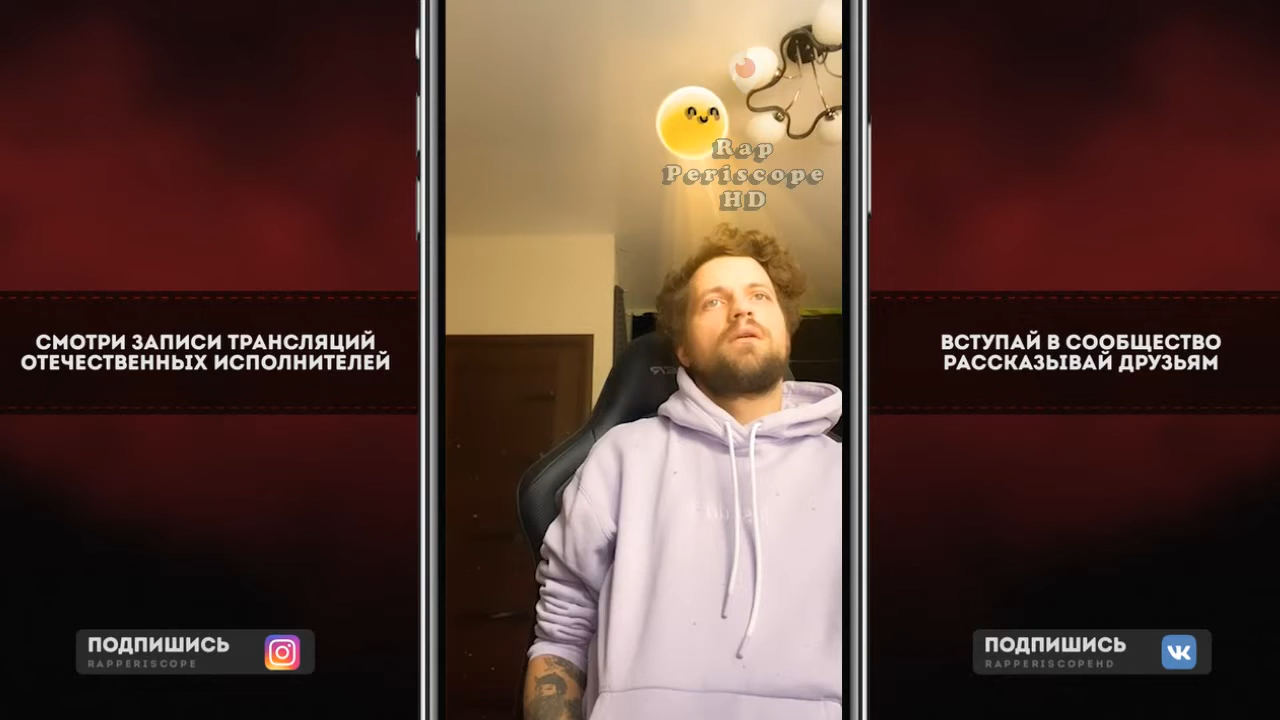 Rap
Periscope
HD
СМОТРИ ЗАПИСИ ТРАНСЛЯЦИЙ
ОТЕЧЕСТВЕННЫХ ИСПОЛНИТЕЛЕЙ
ВСТУПАЙ В СООБЩЕСТВО
РАССКАЗЫВАЙ ДРУЗЬЯМ
ПОДПИШИСЬ
RAPPERISCOPE
ПОДПИШИСЬ
RAPPERISCOPEHD